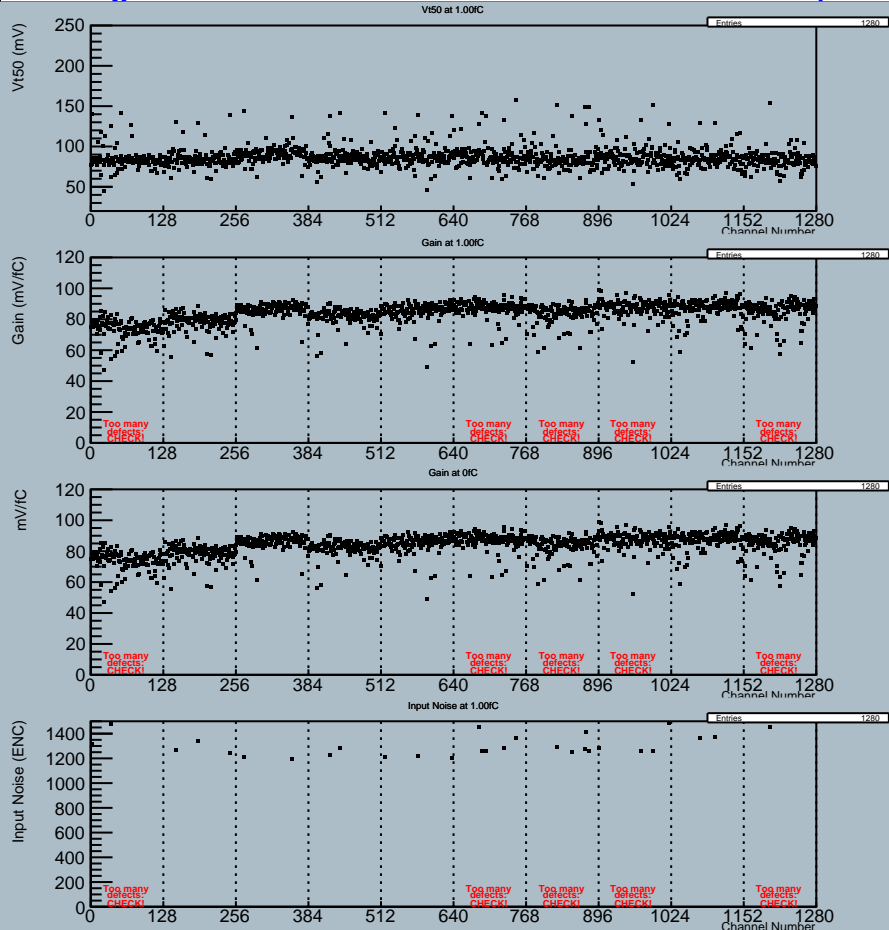 Vt50 at 1.00fC
Entries 1280
Vt50 (mV)
250
200
150
100
50
0 128 256 384 512 640 768 896 1024 1152 1280
Channel Number
Gain at 1.00fC
Entries 1280
Gain (mV/fC)
120
100
80
60
40
20
0
Too many Too many Too many Too many Too many
defects: defects: defects: defects: defects:
CHECK! CHECK! CHECK! CHECK! CHECK!
0 128 256 384 512 640 768 896 1024 1152 1280
Channel Number
Gain at 0fC
Entries 1280
mV/fC
120
100
80
60
40
20
0
Too many Too many Too many Too many Too many
defects: defects: defects: defects: defects:
CHECK! CHECK! CHECK! CHECK! CHECK!
0 128 256 384 512 640 768 896 1024 1152 1280
Channel Number
Input Noise at 1.00fC
Entries 1280
Input Noise (ENC)
1400
1200
1000
800
600
400
200
0
Too many Too many Too many Too many Too many
defects: defects: defects: defects: defects:
CHECK! CHECK! CHECK! CHECK! CHECK!
0 128 256 384 512 640 768 896 1024 1152 1280
Channel Number